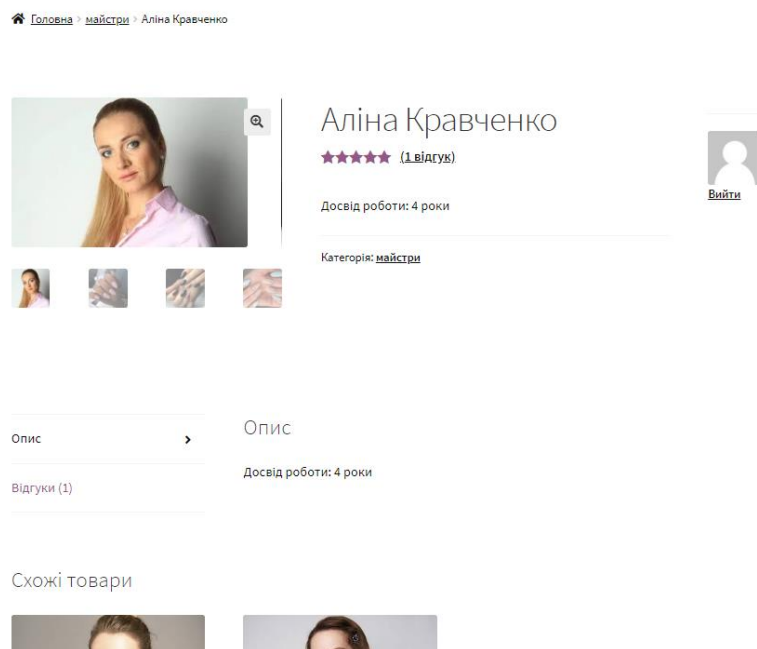 Головна › майстри › Аліна Кравченко
Аліна Кравченко
(1 відгук)
Вийти
Досвід роботи: 4 роки
Категорія: майстри
Опис
Відгуки (1)
Опис
Досвід роботи: 4 роки
Схожі товари